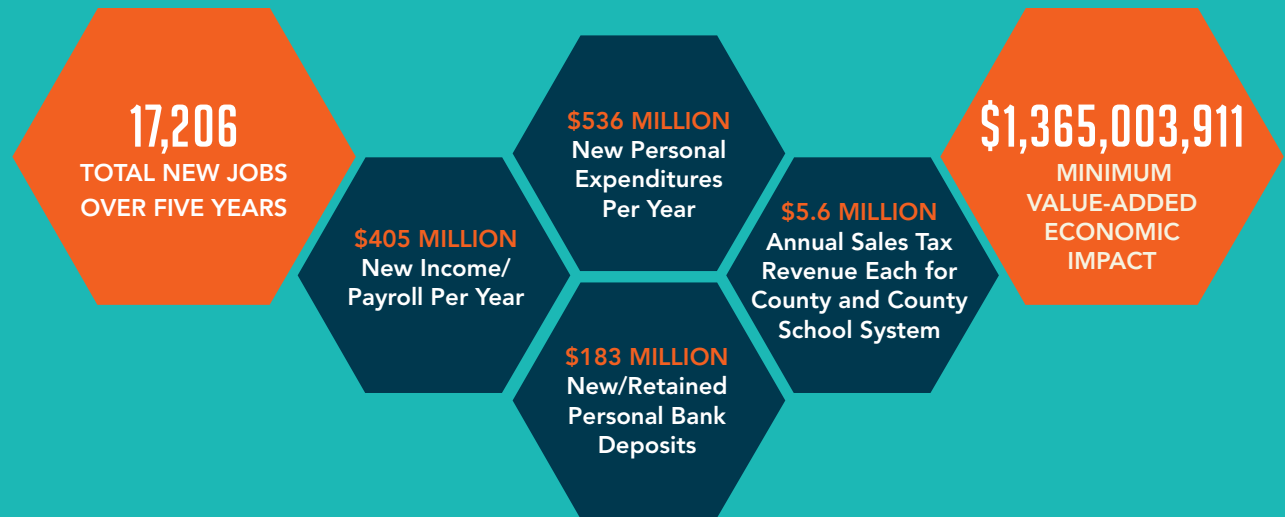 17,206
TOTAL NEW JOBS
OVER FIVE YEARS
$405 MILLION
New Income/
Payroll Per Year
$536 MILLION
New Personal
Expenditures
Per Year
$183 MILLION
New/Retained
Personal Bank
Deposits
$5.6 MILLION
Annual Sales Tax
Revenue Each for
County and County
School System
$1,365,003,911
MINIMUM
VALUE-ADDED
ECONOMIC
IMPACT